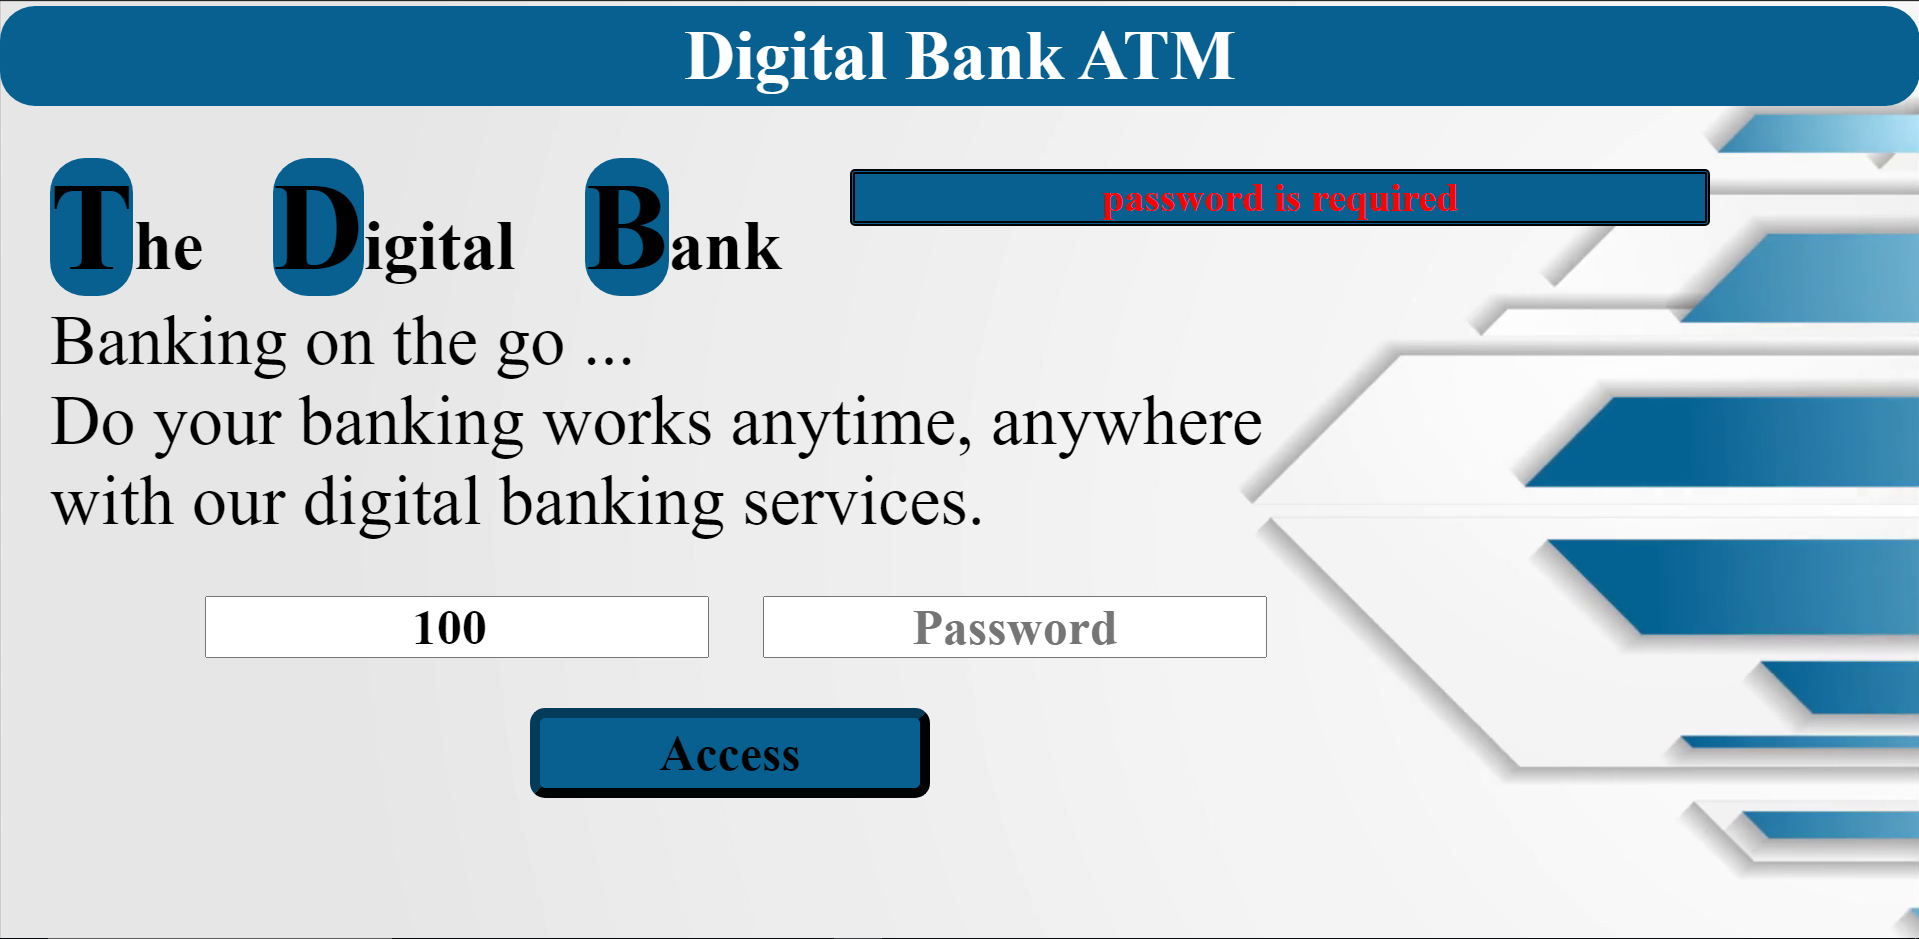 Digital Bank ATM
The Digital Bank
password is required
Banking on the go ...
Do your banking works anytime, anywhere
with our digital banking services.
100
Password
Access